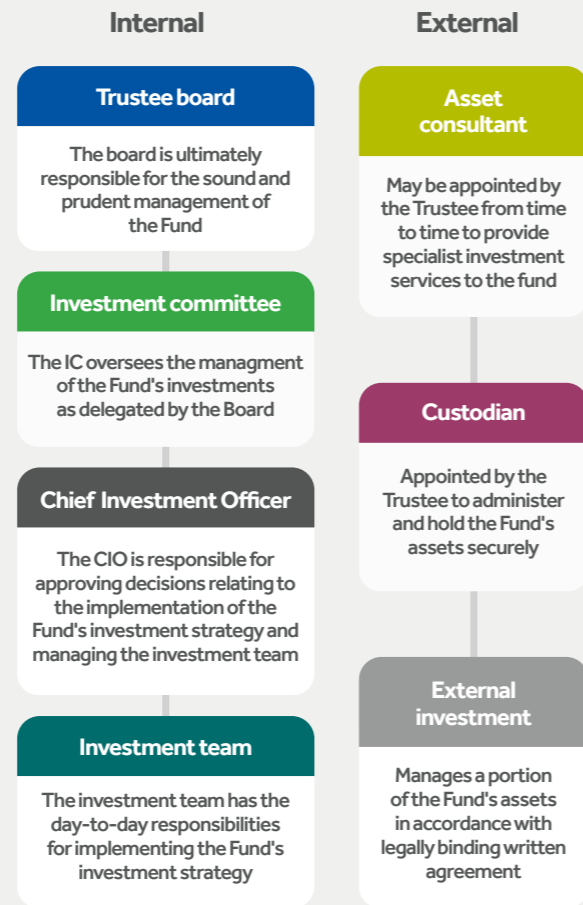 Internal
Trustee board
The board is ultimately
responsible for the sound and
prudent management of
the Fund
Investment committee
The IC oversees the managment
of the Fund's investments
as delegated by the Board
Chief Investment Officer
The CIO is responsible for
approving decisions relating to
the implementation of the
Fund's investment strategy and
managing the investment team
Investment team
The investment team has the
day-to-day responsibilities
for implementing the Fund's
investment strategy
External
Asset
consultant
May be appointed by
the Trustee from time
to time to provide
specialist investment
services to the fund
Custodian
Appointed by the
Trustee to administer
and hold the Fund's
assets securely
External
investment
Manages a portion
of the Fund's assets
in accordance with
legally binding written
agreement